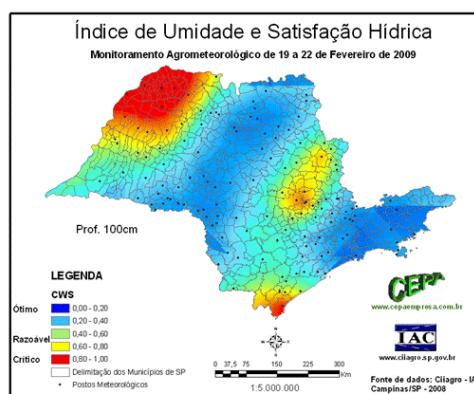 Índice de Umidade e Satisfação Hídrica
Monitoramento Agrometeorológico de 19 a 22 de Fevereiro de 2009
Prof. 100cm
LEGENDA
CWS
Ótimo
0,00 - 0,20
0,20 - 0,40
Razoável
0,40 - 0,60
0,60 - 0,80
Crítico
0,80 - 1,00
Delimitação dos Municípios de SP
Postos Meteorológicos
N
S
0 37,5 75 150 225 300
Km
1:5.000.000
CEPA
www.cepaempresa.com.br
IAC
www.ciiagro.sp.gov.br
Fonte de dados: Ciiagro - IA
Campinas/SP - 2008